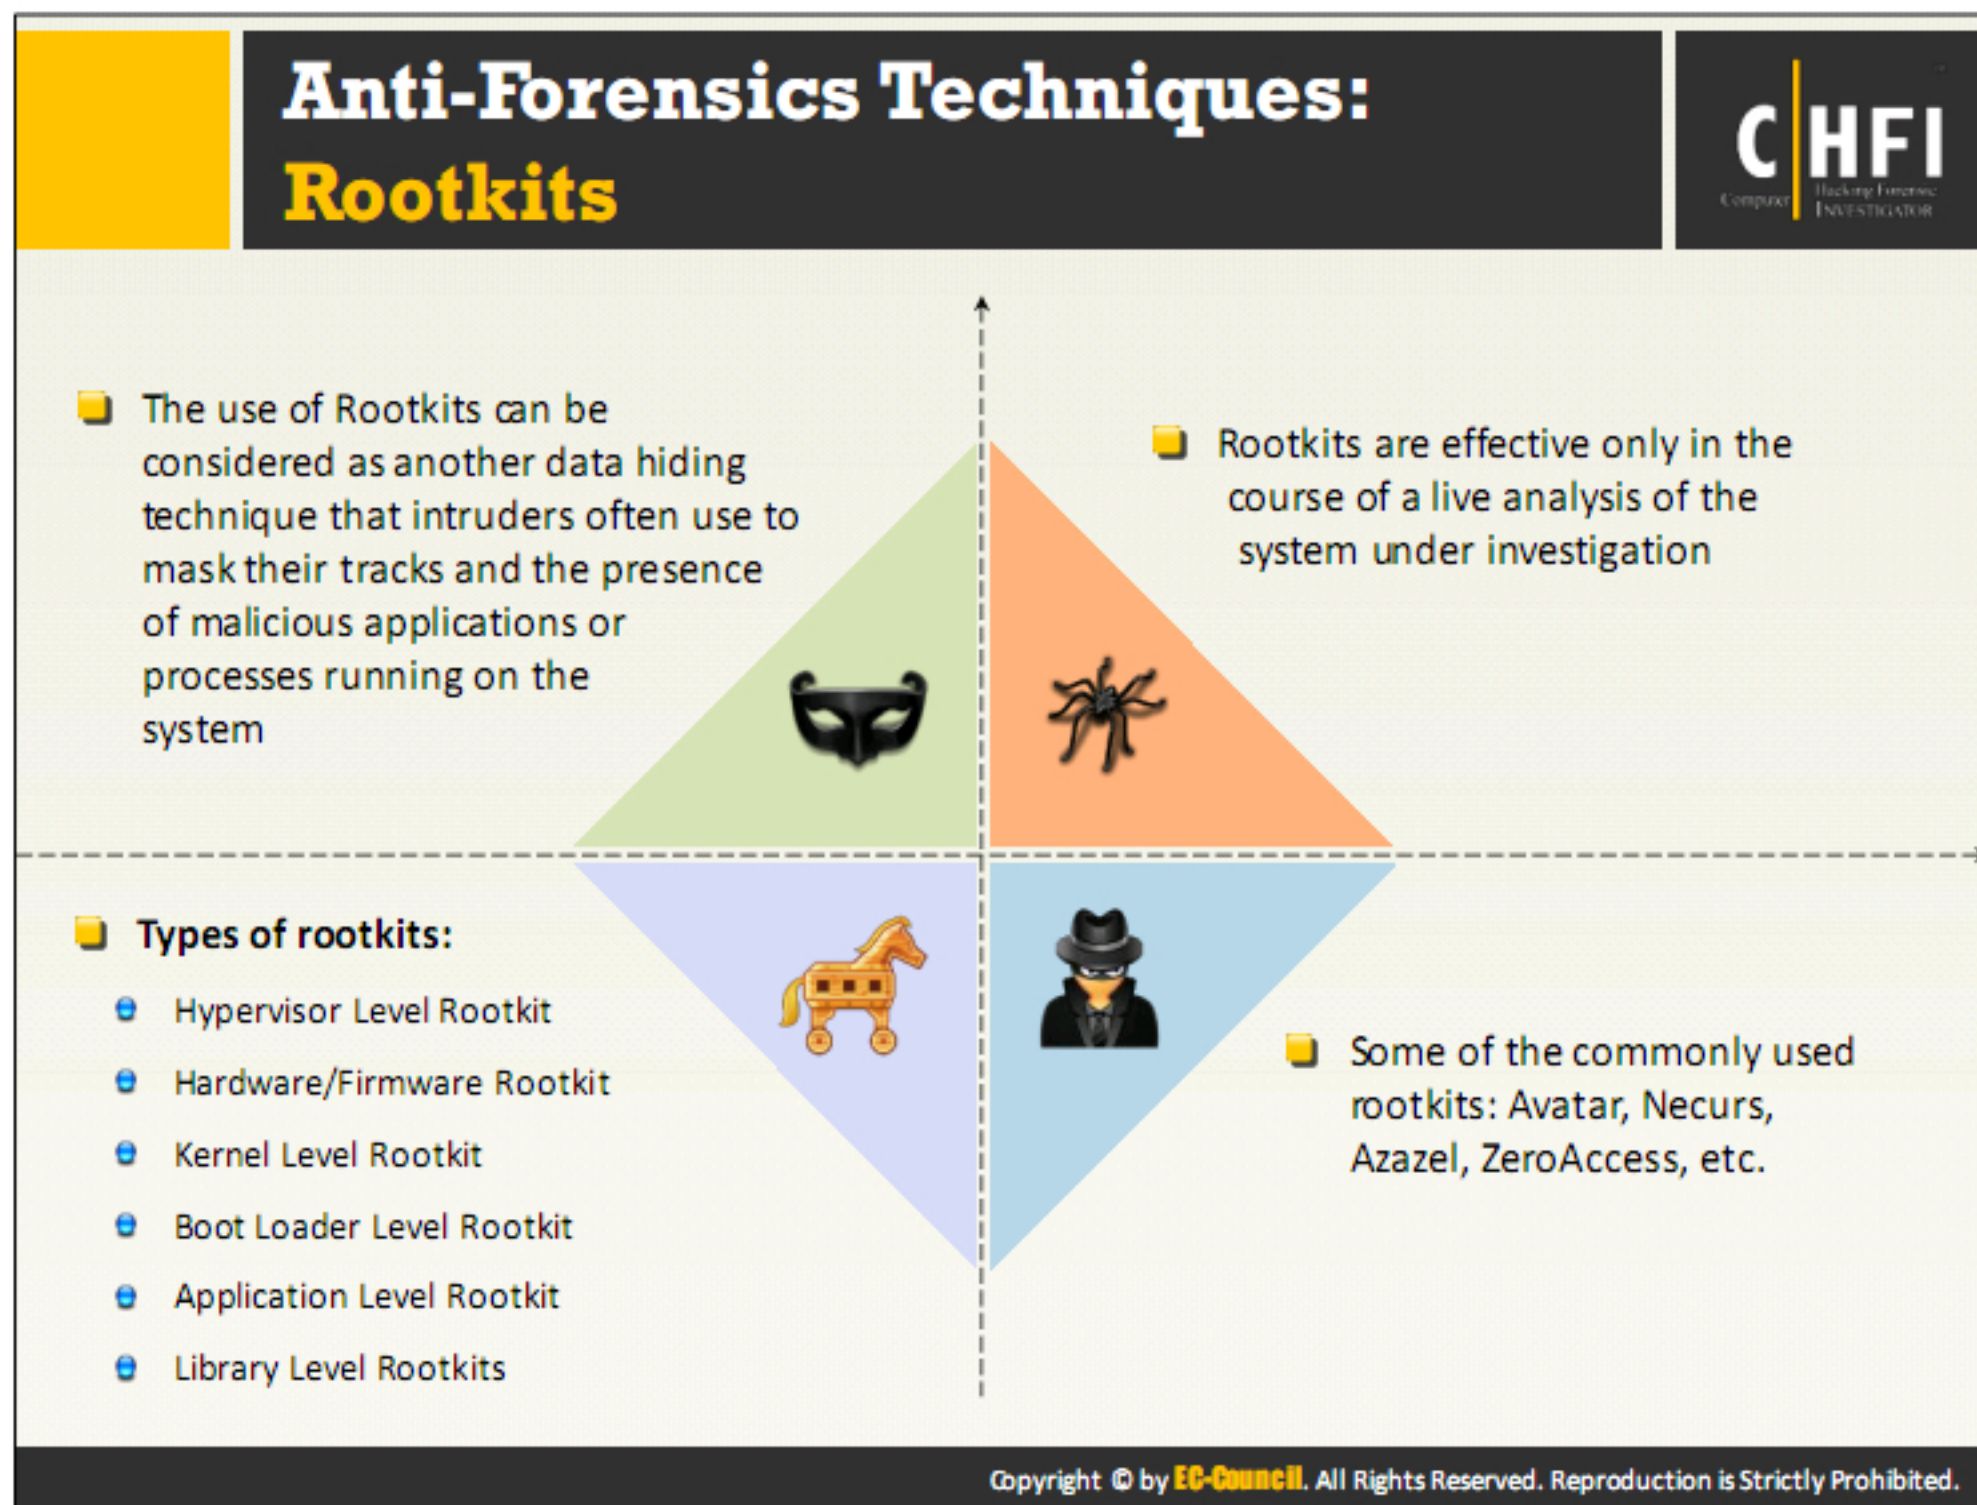 Anti-Forensics Techniques:
Rootkits
C HFI
Computer
Hacking Forensic
INVESTIGATOR
The use of Rootkits can be
considered as another data hiding
technique that intruders often use to
mask their tracks and the presence
of malicious applications or
processes running on the
system
Rootkits are effective only in the
course of a live analysis of the
system under investigation
Types of rootkits:
Hypervisor Level Rootkit
Hardware/Firmware Rootkit
Kernel Level Rootkit
Boot Loader Level Rootkit
Application Level Rootkit
Library Level Rootkits
Some of the commonly used
rootkits: Avatar, Necurs,
Azazel, ZeroAccess, etc.
Copyright © by EC-Council. All Rights Reserved. Reproduction is Strictly Prohibited.